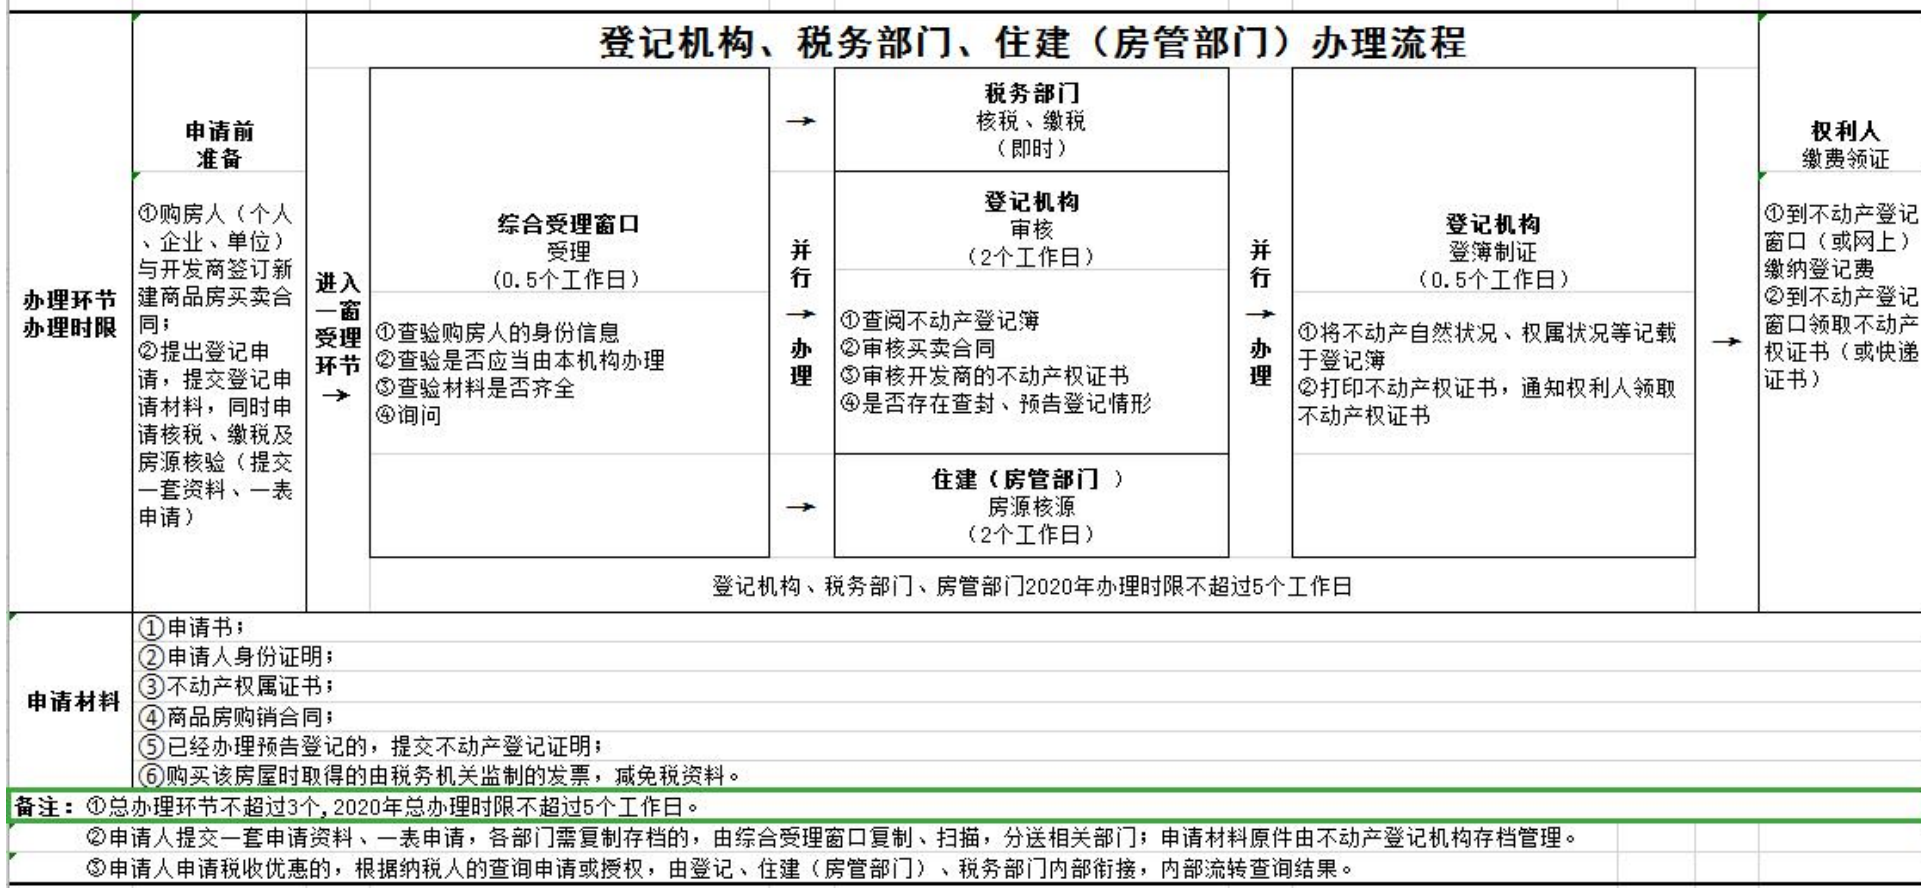 登记机构、税务部门、住建（房管部门）办理流程
办理环节
办理时限
申请前
准备
①购房人（个人
、企业、单位）
与开发商签订新
建商品房买卖合
同；
②提出登记申
请，提交登记申
请材料，同时申
请核税、缴税及
房源核验（提交
一套资料、一表
申请）
进入
一窗
受理
环节
→
综合受理窗口
受理
（0.5个工作日）
①查验购房人的身份信息
②查验是否应当由本机构办理
③查验材料是否齐全
④询问
→
并
行
→
办
理
→
税务部门
核税、缴税
（即时）
登记机构
审核
（2个工作日）
①查阅不动产登记簿
②审核买卖合同
③审核开发商的不动产权证书
④是否存在查封、预告登记情形
住建（房管部门 ）
房源核源
（2个工作日）
并
行
→
办
理
登记机构
登簿制证
（0.5个工作日）
①将不动产自然状况、权属状况等记载
于登记簿
②打印不动产权证书，通知权利人领取
不动产权证书
→
权利人
缴费领证
①到不动产登记
窗口（或网上）
缴纳登记费
②到不动产登记
窗口领取不动产
权证书（或快递
证书）
登记机构、税务部门、房管部门2020年办理时限不超过5个工作日
申请材料
①申请书；
②申请人身份证明；
③不动产权属证书；
④商品房购销合同；
⑤已经办理预告登记的，提交不动产登记证明；
⑥购买该房屋时取得的由税务机关监制的发票，减免税资料。
备注：①总办理环节不超过3个,2020年总办理时限不超过5个工作日。
②申请人提交一套申请资料、一表申请，各部门需复制存档的，由综合受理窗口复制、扫描，分送相关部门；申请材料原件由不动产登记机构存档管理。
③申请人申请税收优惠的，根据纳税人的查询申请或授权，由登记、住建（房管部门）、税务部门内部衔接，内部流转查询结果。